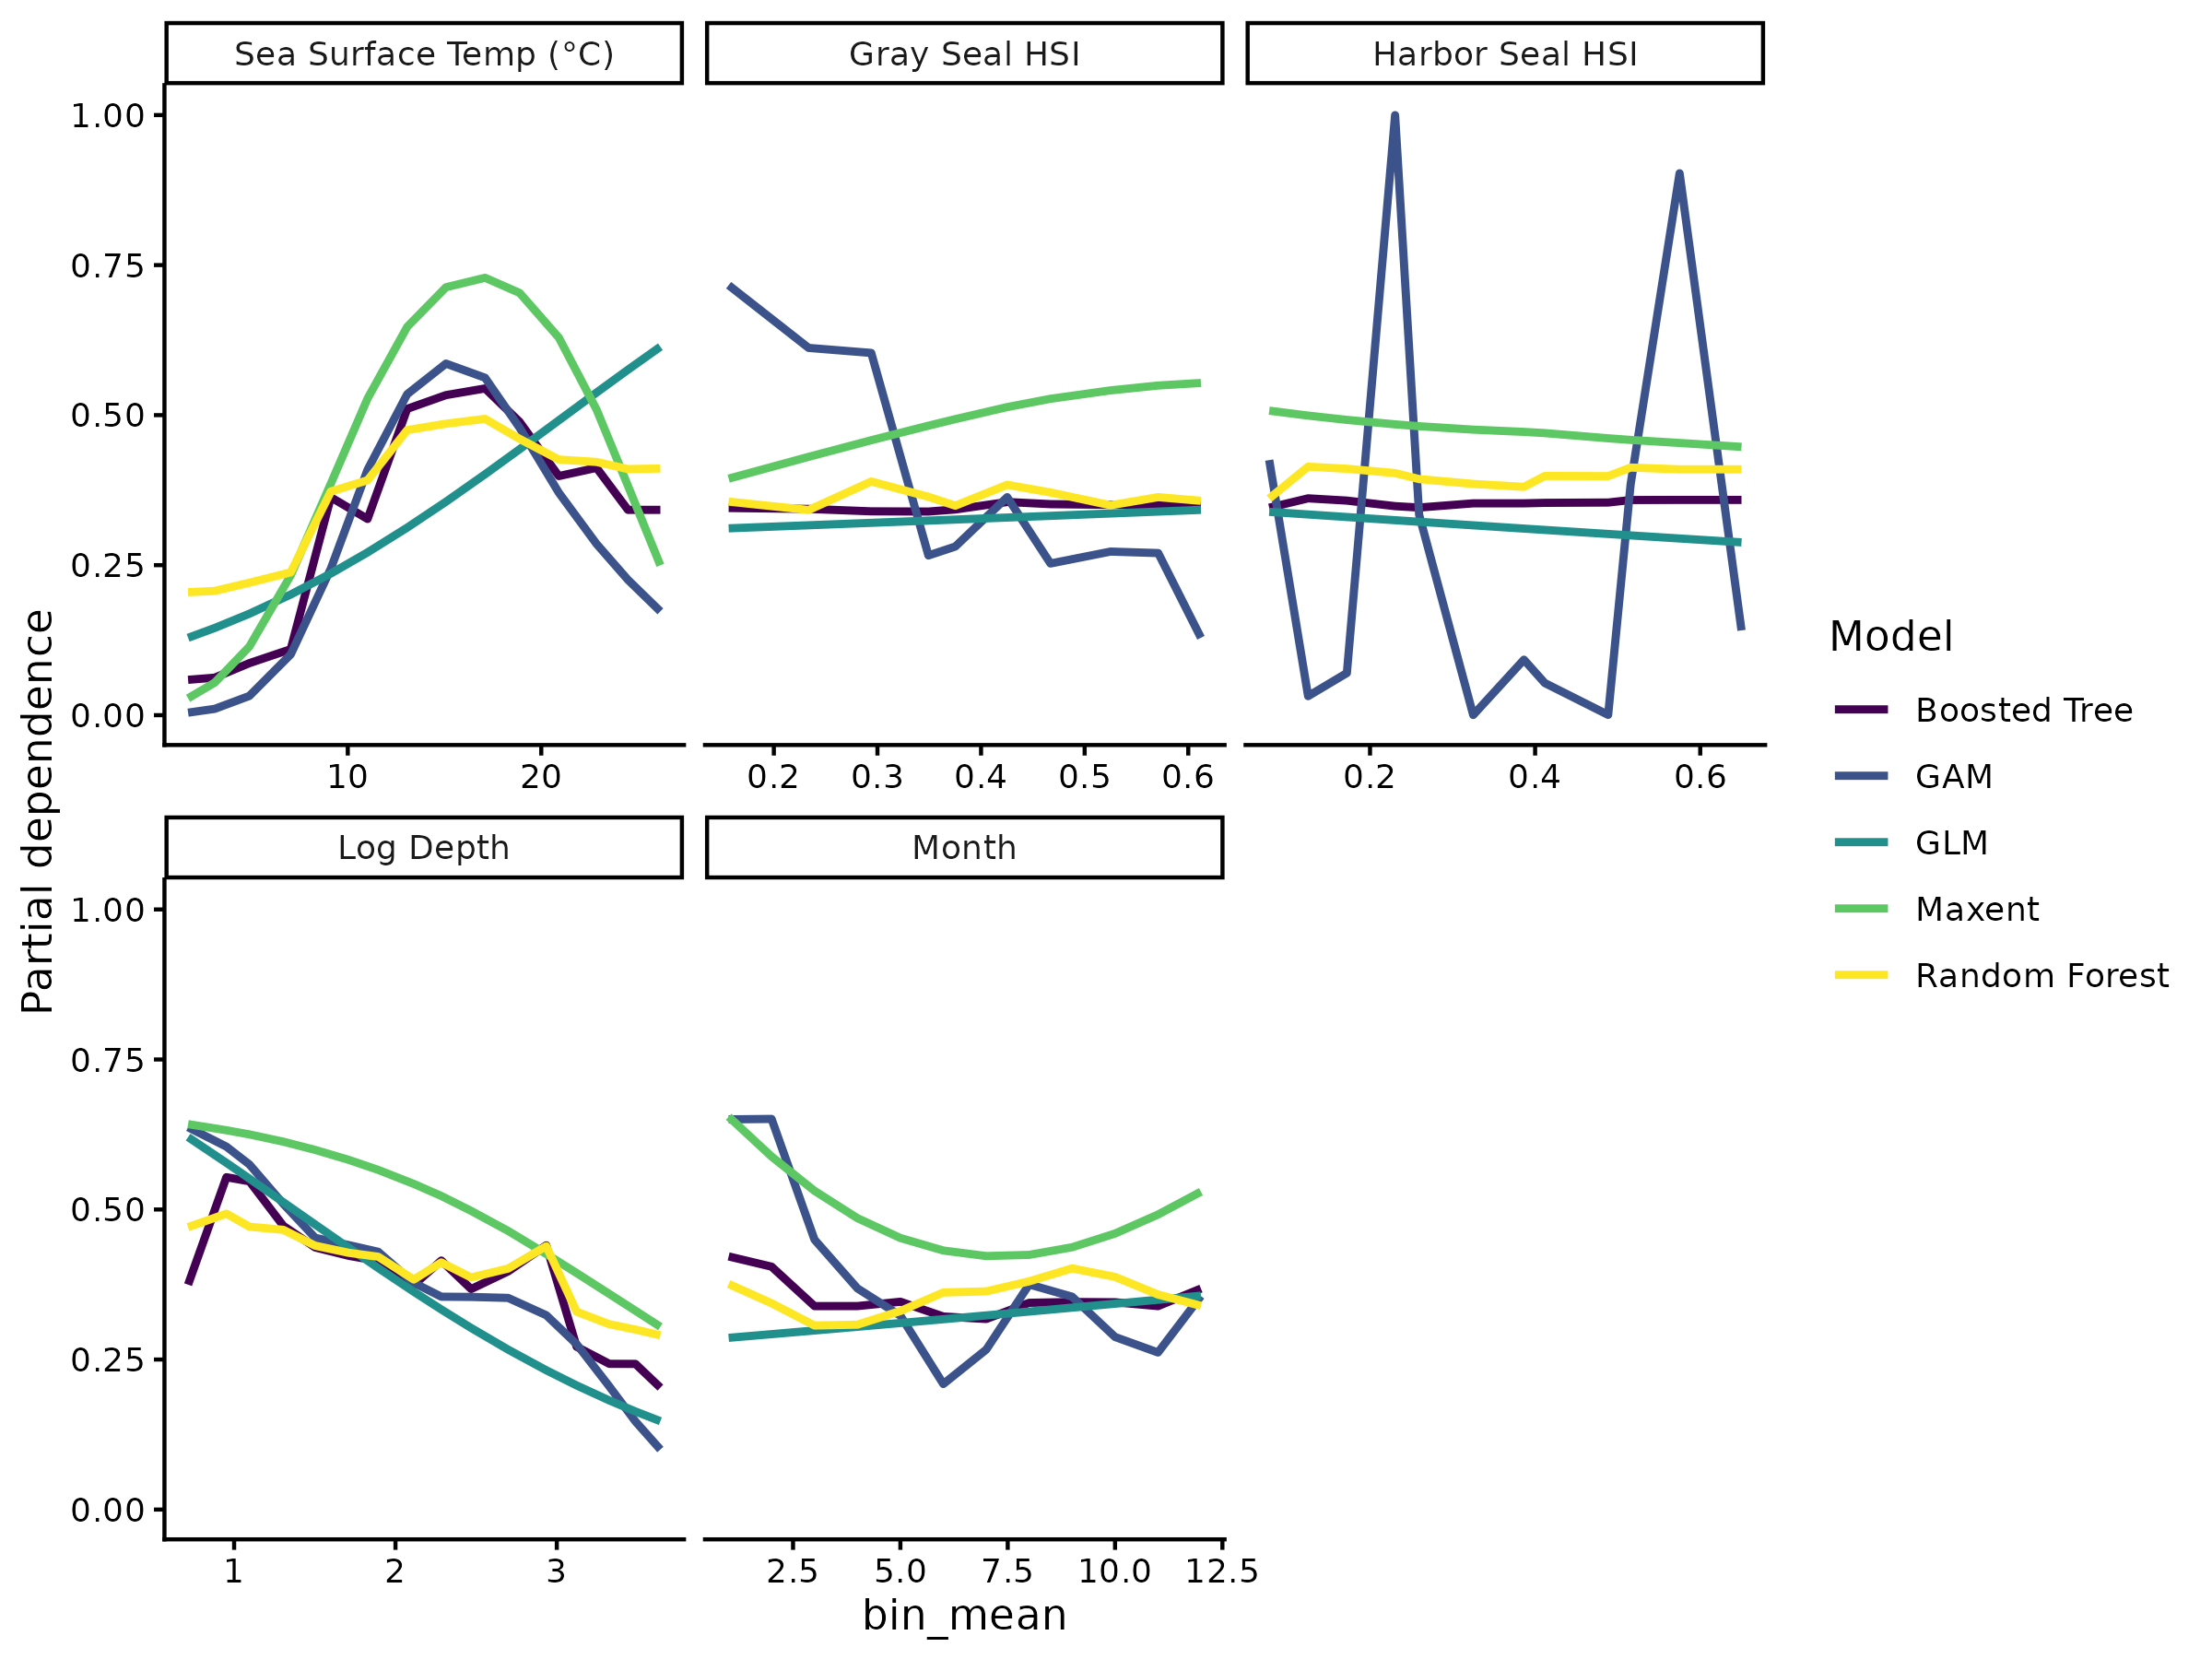 Sea Surface Temp (°C)
Gray Seal HSI
Harbor Seal HSI
1.00
0.75
0.50
0.25
0.00
10 20
0.2 0.3 0.4 0.5 0.6
0.2 0.4 0.6
Log Depth
Month
1.00
0.75
0.50
0.25
0.00
1 2 3
2.5 5.0 7.5 10.0 12.5
bin_mean
Partial dependence
Model
Boosted Tree
GAM
GLM
Maxent
Random Forest